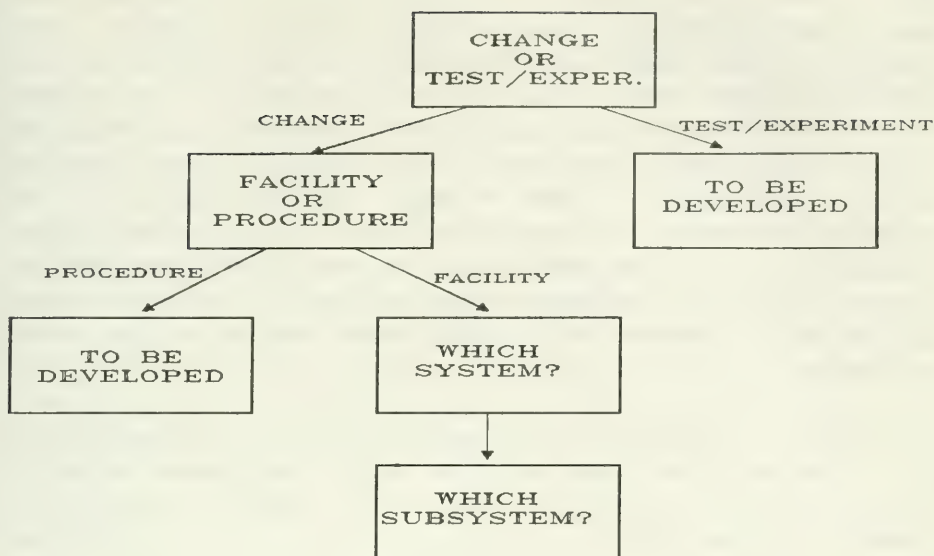 CHANGE
OR
TEST/EXPER.
CHANGE
TEST/EXPERIMENT
FACILITY
OR
PROCEDURE
TO BE
DEVELOPED
PROCEDURE
FACILITY
TO BE
DEVELOPED
WHICH
SYSTEM?
WHICH
SUBSYSTEM?